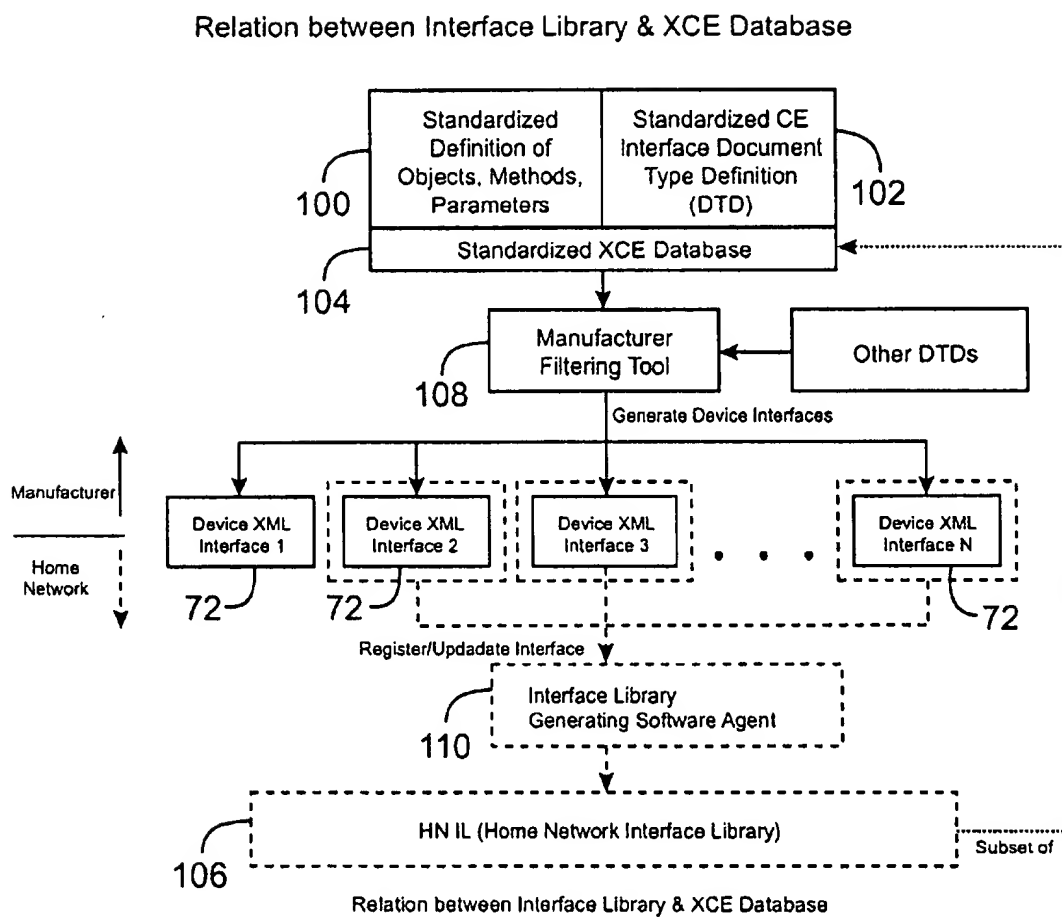 Relation between Interface Library & XCE Database
Standardized
Definition of
Objects, Methods,
Parameters
Standardized CE
Interface Document
Type Definition
(DTD)
100
102
Standardized XCE Database
104
Manufacturer
Filtering Tool
Other DTDs
108
Generate Device Interfaces
Manufacturer
Home
Network
Device XML
Interface 1
Device XML
Interface 2
Device XML
Interface 3
Device XML
Interface N
72
72
72
Register/Updadate Interface
Interface Library
Generating Software Agent
110
HN IL (Home Network Interface Library)
Subset of
106
Relation between Interface Library & XCE Database